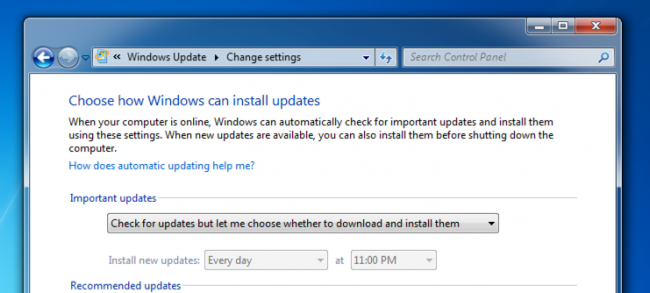 « Windows Update ▸ Change settings
Search Control Panel
Choose how Windows can install updates
When your computer is online, Windows can automatically check for important updates and install them
using these settings. When new updates are available, you can also install them before shutting down the
computer.
How does automatic updating help me?
Important updates
Check for updates but let me choose whether to download and install them
Install new updates: Every day at 11:00 PM
Recommended updates